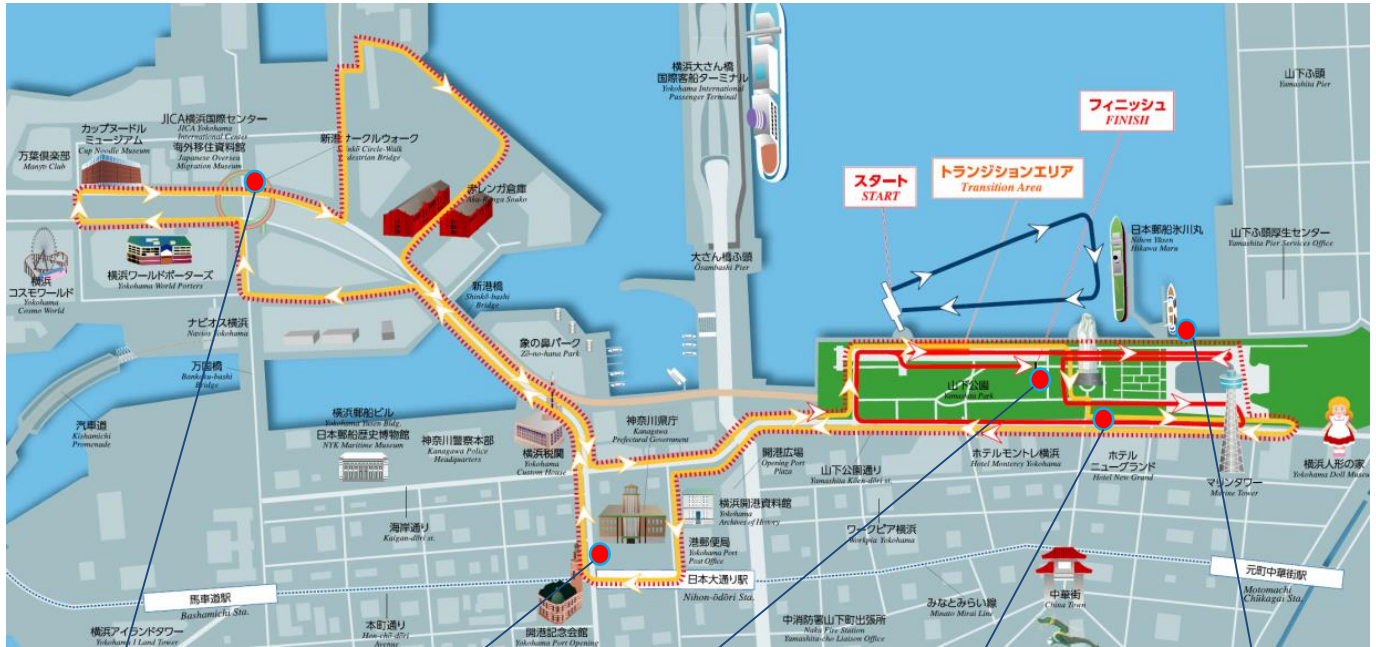 万葉倶楽部
Manyo Club
カップヌードル
ミュージアム
Cup Noodle Museum
JICA横浜国際センター
JICA Yokohama
International Center
海外移住資料館
Japanese Oversea
Migration Museum
新港サークルウォーク
Shinkō Circle-Walk
Pedestrian Bridge
赤レンガ倉庫
Aka-Renga Souko
横浜
コスモワールド
Yokohama
Cosmo World
横浜ワールドポーターズ
Yokohama World Porters
ナビオス横浜
Navios Yokohama
万国橋
Bankoku-bashi
Bridge
汽車道
Kishamichi
Promenade
新港橋
Shinkō-bashi
Bridge
象の鼻パーク
Zō-no-hana Park
横浜大さん橋
国際客船ターミナル
Yokohama International
Passenger Terminal
大さん橋ふ頭
Ōsambashi Pier
スタート
START
トランジションエリア
Transition Area
フィニッシュ
FINISH
日本郵船氷川丸
Nihon Yūsen
Hikawa Maru
山下ふ頭
Yamashita Pier
山下ふ頭厚生センター
Yamashita Pier Services Office
山下公園
Yamashita Park
横浜郵船ビル
Yokohama Yusen Bldg.
日本郵船歴史博物館
NYK Maritime Museum
神奈川警察本部
Kanagawa Police
Headquarters
横浜税関
Yokohama
Custom House
神奈川県庁
Kanagawa
Prefectural Government
開港広場
Opening Port
Plaza
横浜開港資料館
Yokohama
Archives of History
港郵便局
Yokohama Port
Post Office
山下公園通り
Yamashita Kōen-dōri st.
ホテルモントレ横浜
Hotel Monterey Yokohama
ホテル
ニューグランド
Hotel New Grand
マリンタワー
Marine Tower
横浜人形の家
Yokohama Doll Museum
海岸通り
Kaigan-dōri st.
ワークピア横浜
Workpia Yokohama
馬車道駅
Bashamichi Sta.
日本大通り駅
Nihon-ōdōri Sta.
みなとみらい線
Minato Mirai Line
元町中華街駅
Motomachi
Chūkagai Sta.
中華街
China Town
横浜アイランドタワー
Yokohama I Land Tower
本町通り
Hon-chō-dōri
Avenue
開港記念会館
Yokohama Port Opening
中消防署山下町出張所
Naka Fire Station
Yamashita-cho Liaison Office